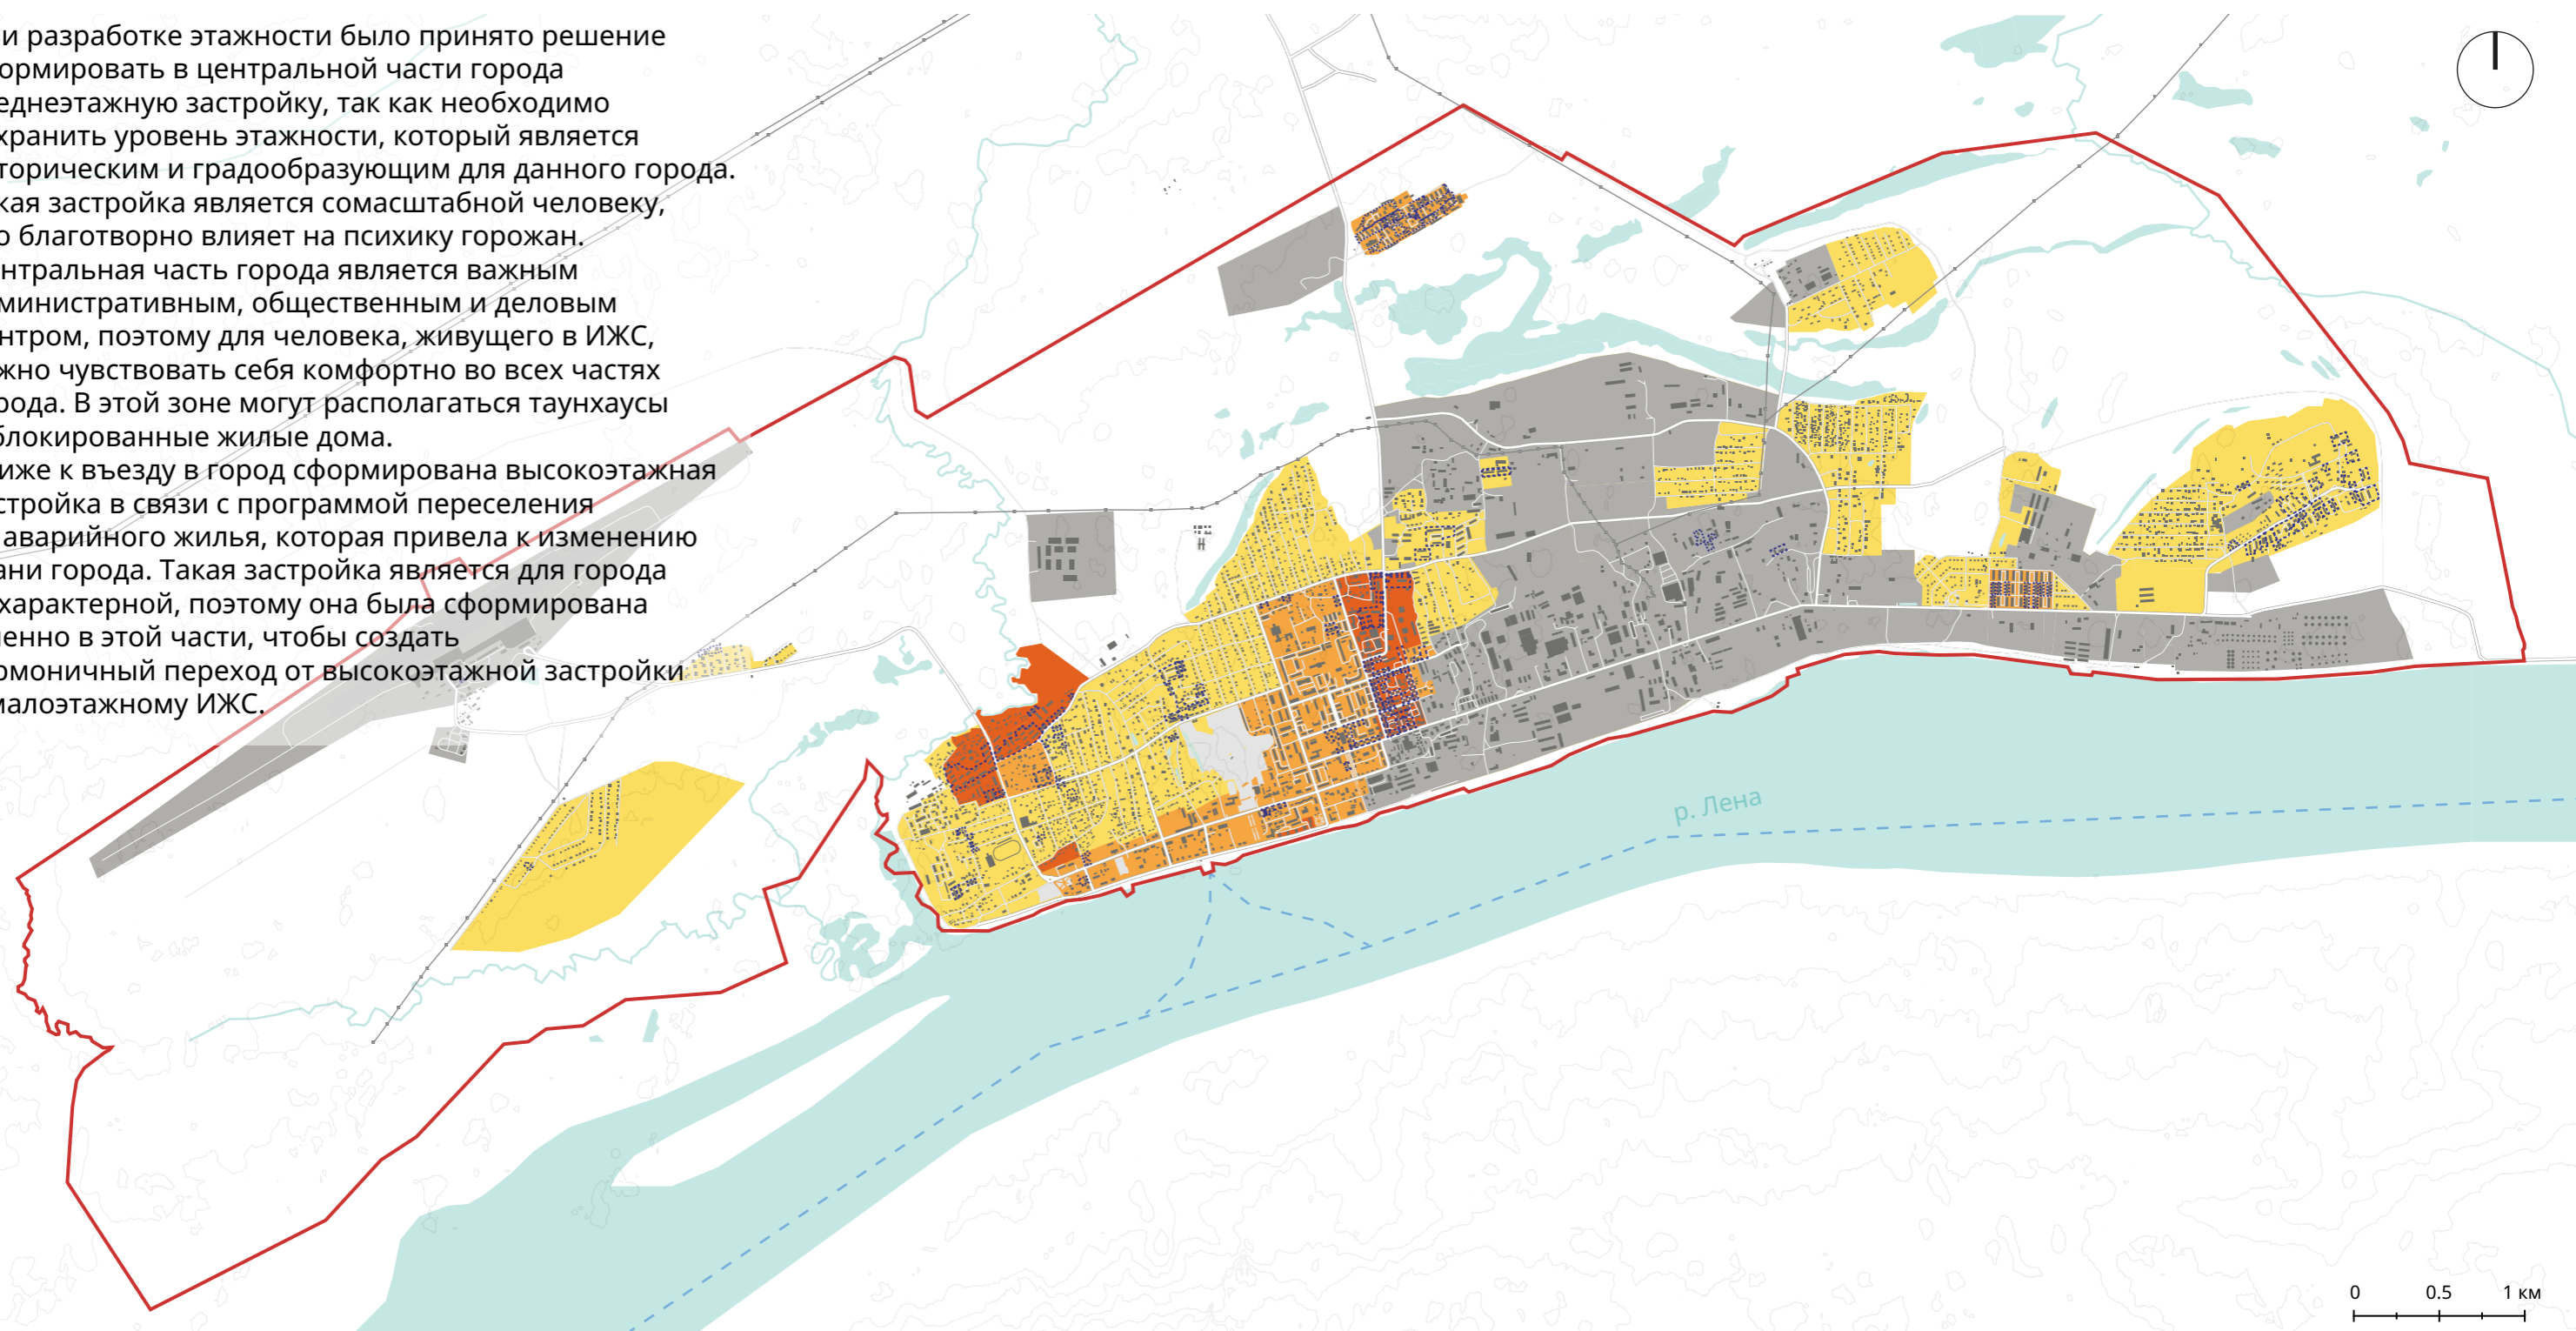 и разработке этажности было принято решение
ормировать в центральной части города
еднеэтажную застройку, так как необходимо
хранить уровень этажности, который является
торическим и градообразующим для данного города.
кая застройка является сомасштабной человеку,
о благотворно влияет на психику горожан.
нтральная часть города является важным
министративным, общественным и деловым
нтром, поэтому для человека, живущего в ИЖС,
жно чувствовать себя комфортно во всех частях
рода. В этой зоне могут располагаться таунхаусы
блокированные жилые дома.
иже к въезду в город сформирована высокоэтажная
стройка в связи с программой переселения
аварийного жилья, которая привела к изменению
ани города. Такая застройка является для города
характерной, поэтому она была сформирована
енно в этой части, чтобы создать
рмоничный переход от высокоэтажной застройки
малоэтажному ИЖС.
р. Лена
0 0.5 1 км